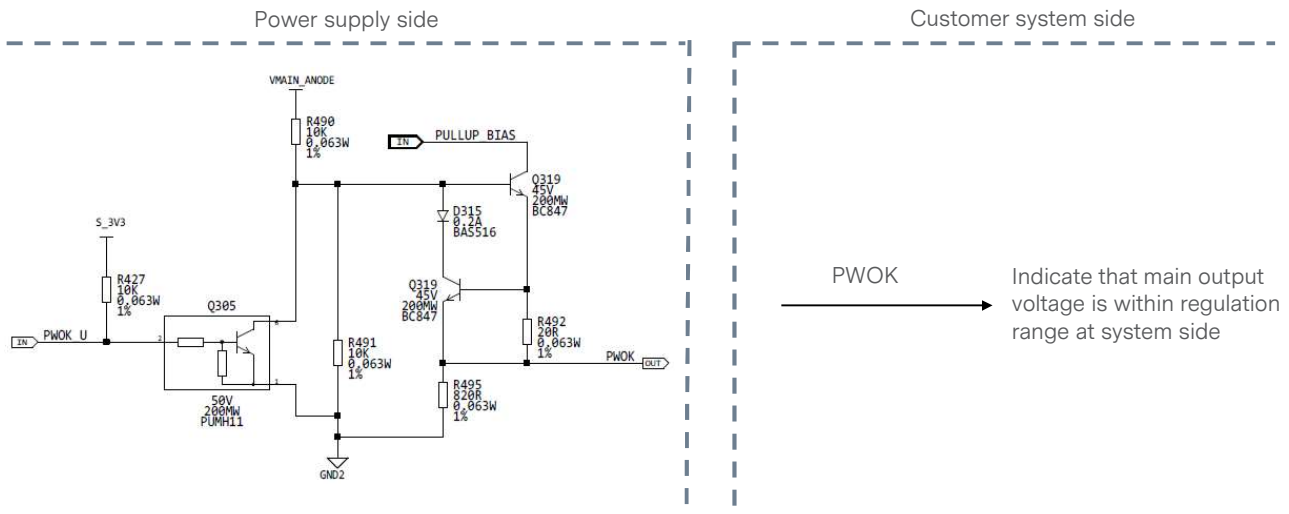 Power supply side
Customer system side
VMAIN_ANODE
R490
10K
0.063W
1%
IN
PULLUP_BIAS
Q319
45V
200MW
BC847
D315
0.2A
BAS516
S_3V3
R427
10K
0.063W
1%
Q305
Q319
45V
200MW
BC847
PWOK
Indicate that main output
voltage is within regulation
range at system side
IN
PWOK_U
2
6
1
R491
10K
0.063W
1%
R492
20R
0.063W
1%
PWOK
OUT
R495
820R
0.063W
1%
50V
200MW
PUMH11
GND2